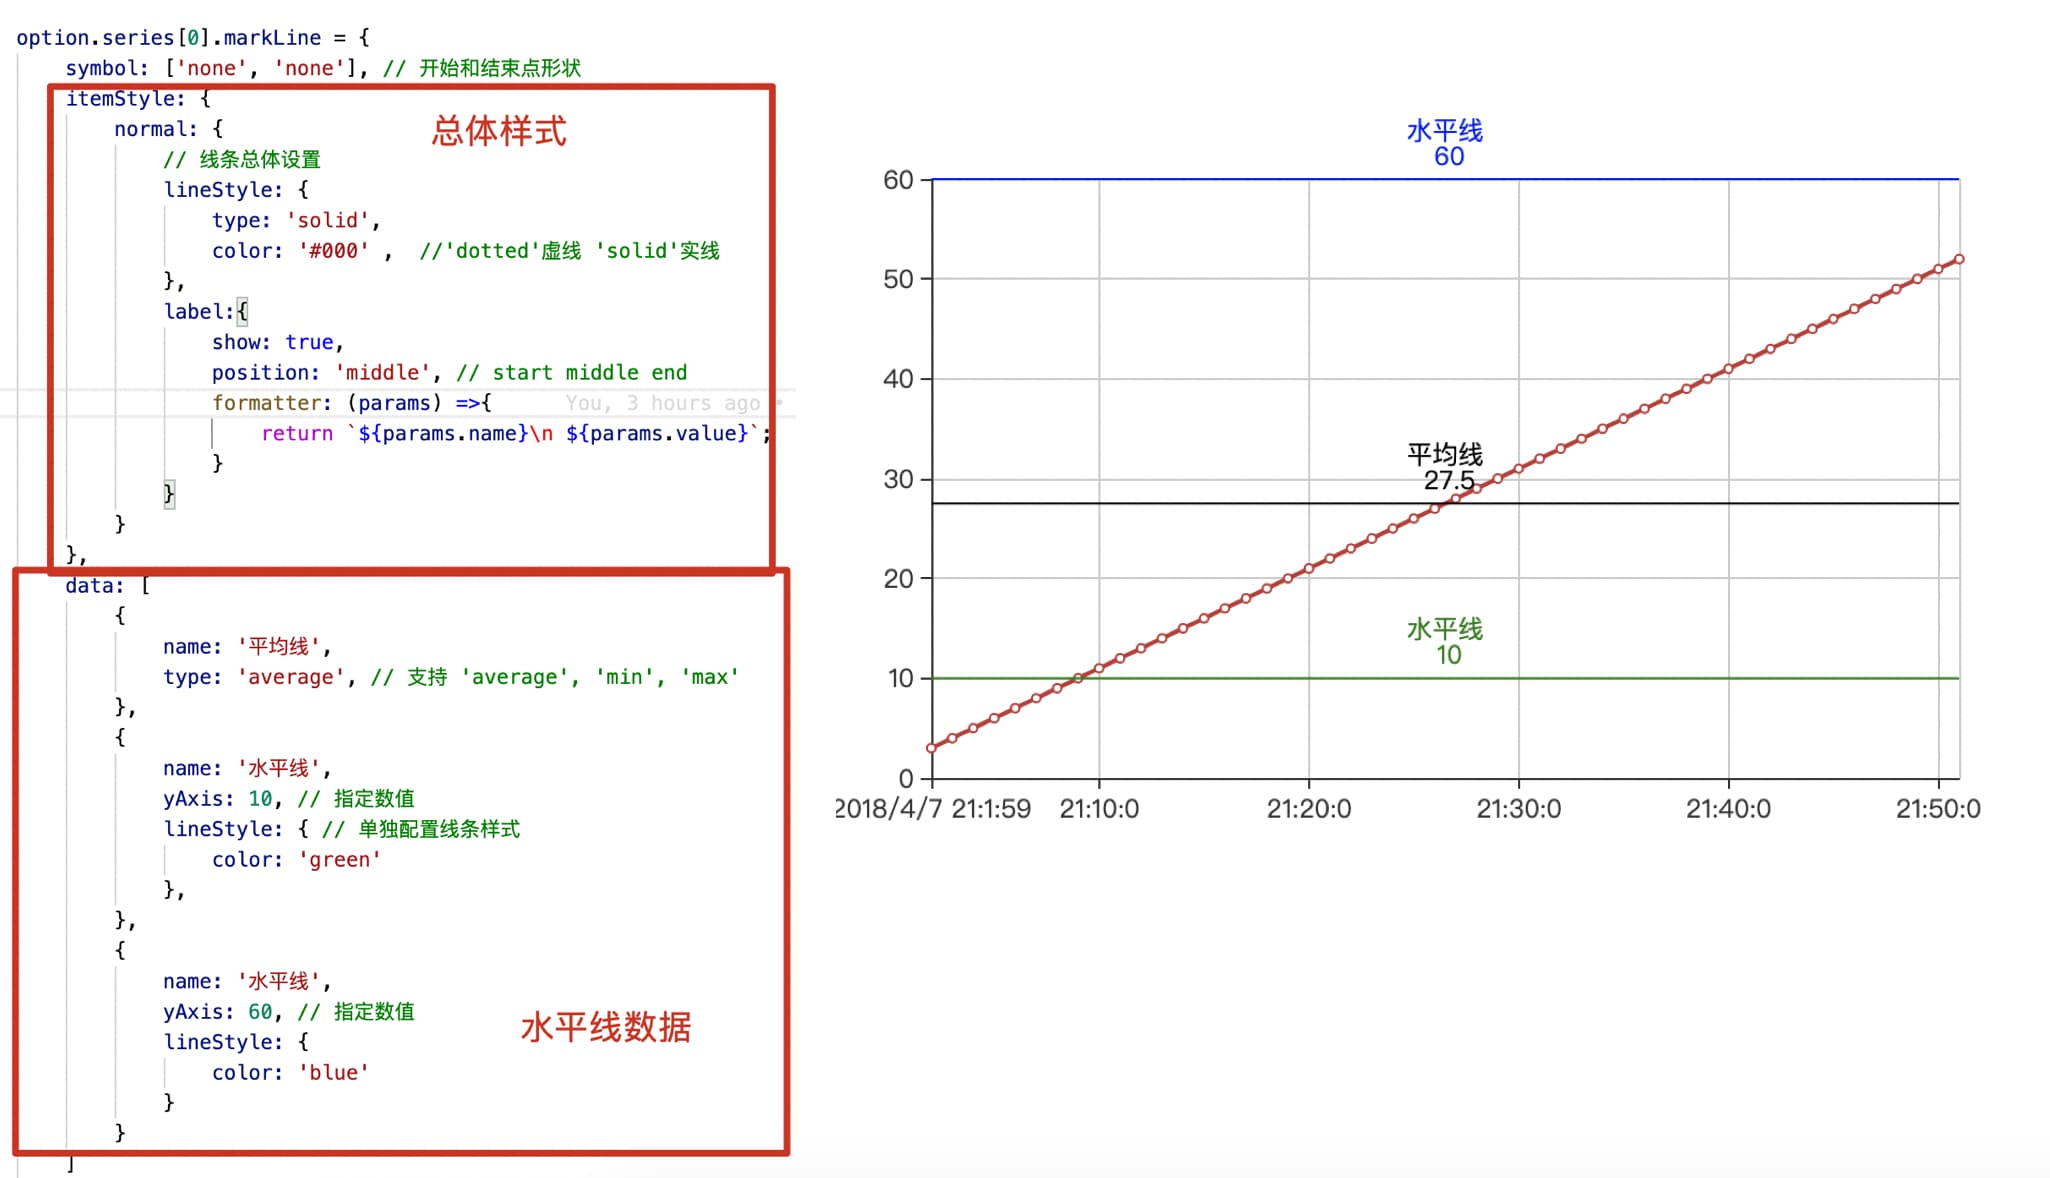 option.series[0].markLine = {
symbol: ['none', 'none'], // 开始和结束点形状
itemStyle: {
总体样式
normal: {
// 线条总体设置
lineStyle: {
type: 'solid',
color: '#000' , //'dotted'虚线 'solid'实线
},
label:{
show: true,
position: 'middle', // start middle end
formatter: (params) =>{ You, 3 hours ago •
return `${params.name}\n ${params.value}`;
}
}
}
},
data: [
{
name: '平均线',
type: 'average', // 支持 'average', 'min', 'max'
},
{
name: '水平线',
yAxis: 10, // 指定数值
lineStyle: { // 单独配置线条样式
color: 'green'
},
},
{
name: '水平线',
yAxis: 60, // 指定数值
水平线数据
lineStyle: {
color: 'blue'
}
}
]
水平线
60
60
50
40
平均线
30
27.5
20
水平线
10
10
0
2018/4/7 21:1:59 21:10:0 21:20:0 21:30:0 21:40:0 21:50:0